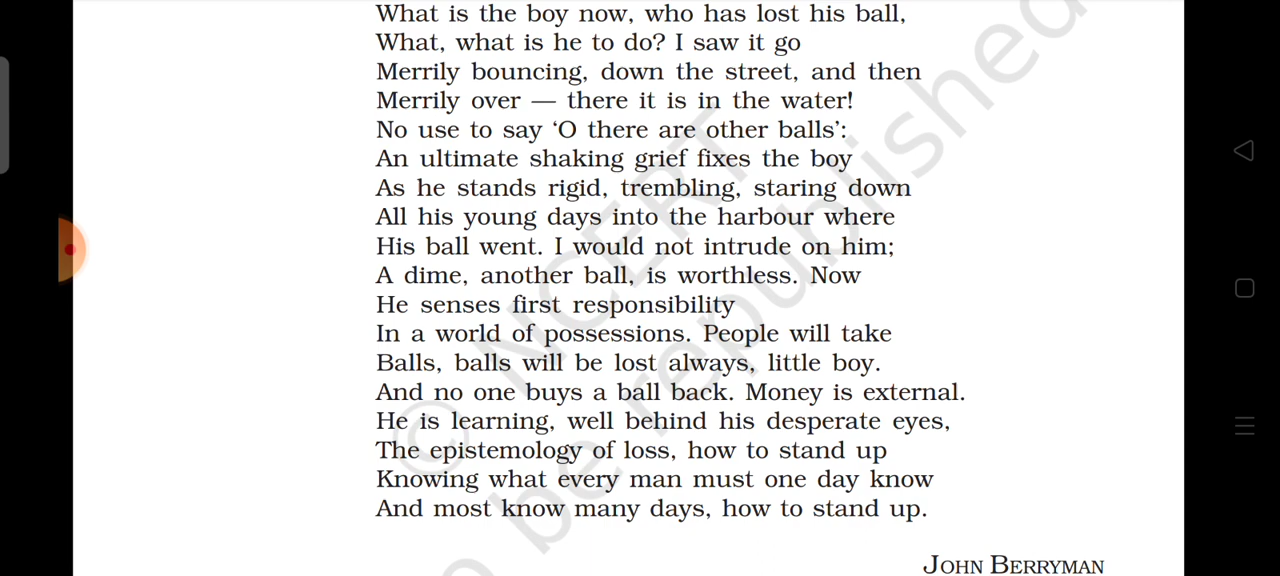 What is the boy now, who has lost his ball,
What, what is he to do? I saw it go
Merrily bouncing, down the street, and then
Merrily over — there it is in the water!
No use to say ‘O there are other balls’:
An ultimate shaking grief fixes the boy
As he stands rigid, trembling, staring down
All his young days into the harbour where
His ball went. I would not intrude on him;
A dime, another ball, is worthless. Now
He senses first responsibility
In a world of possessions. People will take
Balls, balls will be lost always, little boy.
And no one buys a ball back. Money is external.
He is learning, well behind his desperate eyes,
The epistemology of loss, how to stand up
Knowing what every man must one day know
And most know many days, how to stand up.
JOHN BERRYMAN
© NCERT
be republished